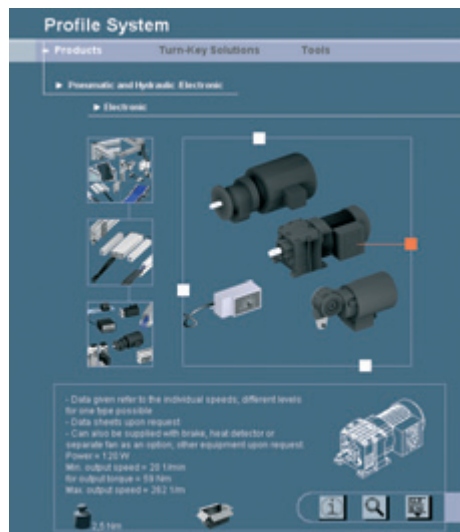 Profile System
Products Turn-Key Solutions Tools
Pneumatic and Hydraulic Electronic
Electronic
- Data given refer to the individual speeds, different levels
for one type possible
- Data sheets upon request
- Can also be supplied with brake, heat detector or
separate fan as an option, other equipment upon request.
Power = 120 W
Min. output speed = 20 1/min
for output torque = 59 Nm
Max. output speed = 262 1/m
2,5 Nm